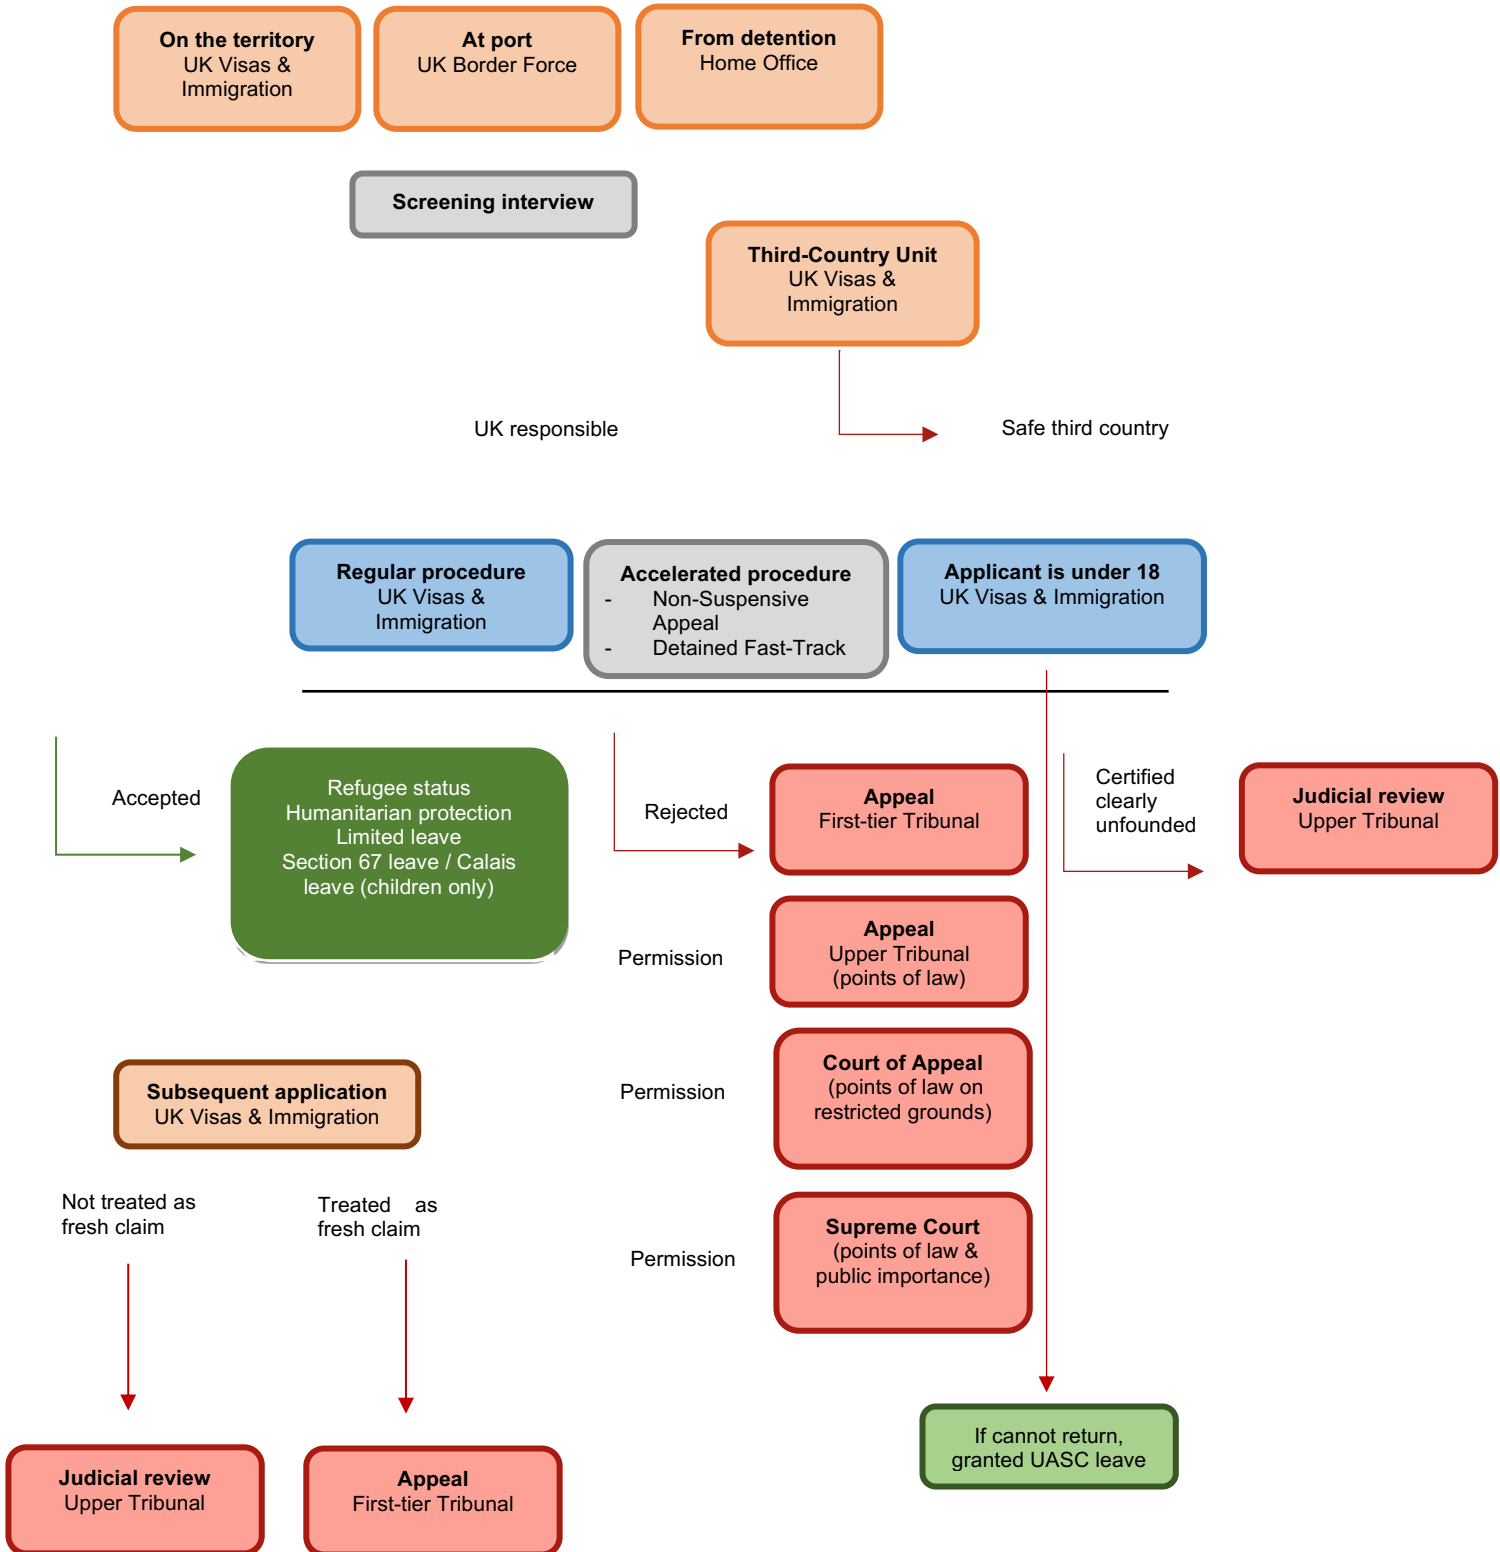 On the territory
UK Visas &
Immigration
At port
UK Border Force
From detention
Home Office
Screening interview
Third-Country Unit
UK Visas &
Immigration
UK responsible
Safe third country
Regular procedure
UK Visas &
Immigration
Accelerated procedure
- Non-Suspensive
Appeal
- Detained Fast-Track
Applicant is under 18
UK Visas & Immigration
Accepted
Refugee status
Humanitarian protection
Limited leave
Section 67 leave / Calais
leave (children only)
Rejected
Appeal
First-tier Tribunal
Certified
clearly
unfounded
Judicial review
Upper Tribunal
Permission
Appeal
Upper Tribunal
(points of law)
Permission
Court of Appeal
(points of law on
restricted grounds)
Subsequent application
UK Visas & Immigration
Not treated as
fresh claim
Treated as
fresh claim
Permission
Supreme Court
(points of law &
public importance)
If cannot return,
granted UASC leave
Judicial review
Upper Tribunal
Appeal
First-tier Tribunal